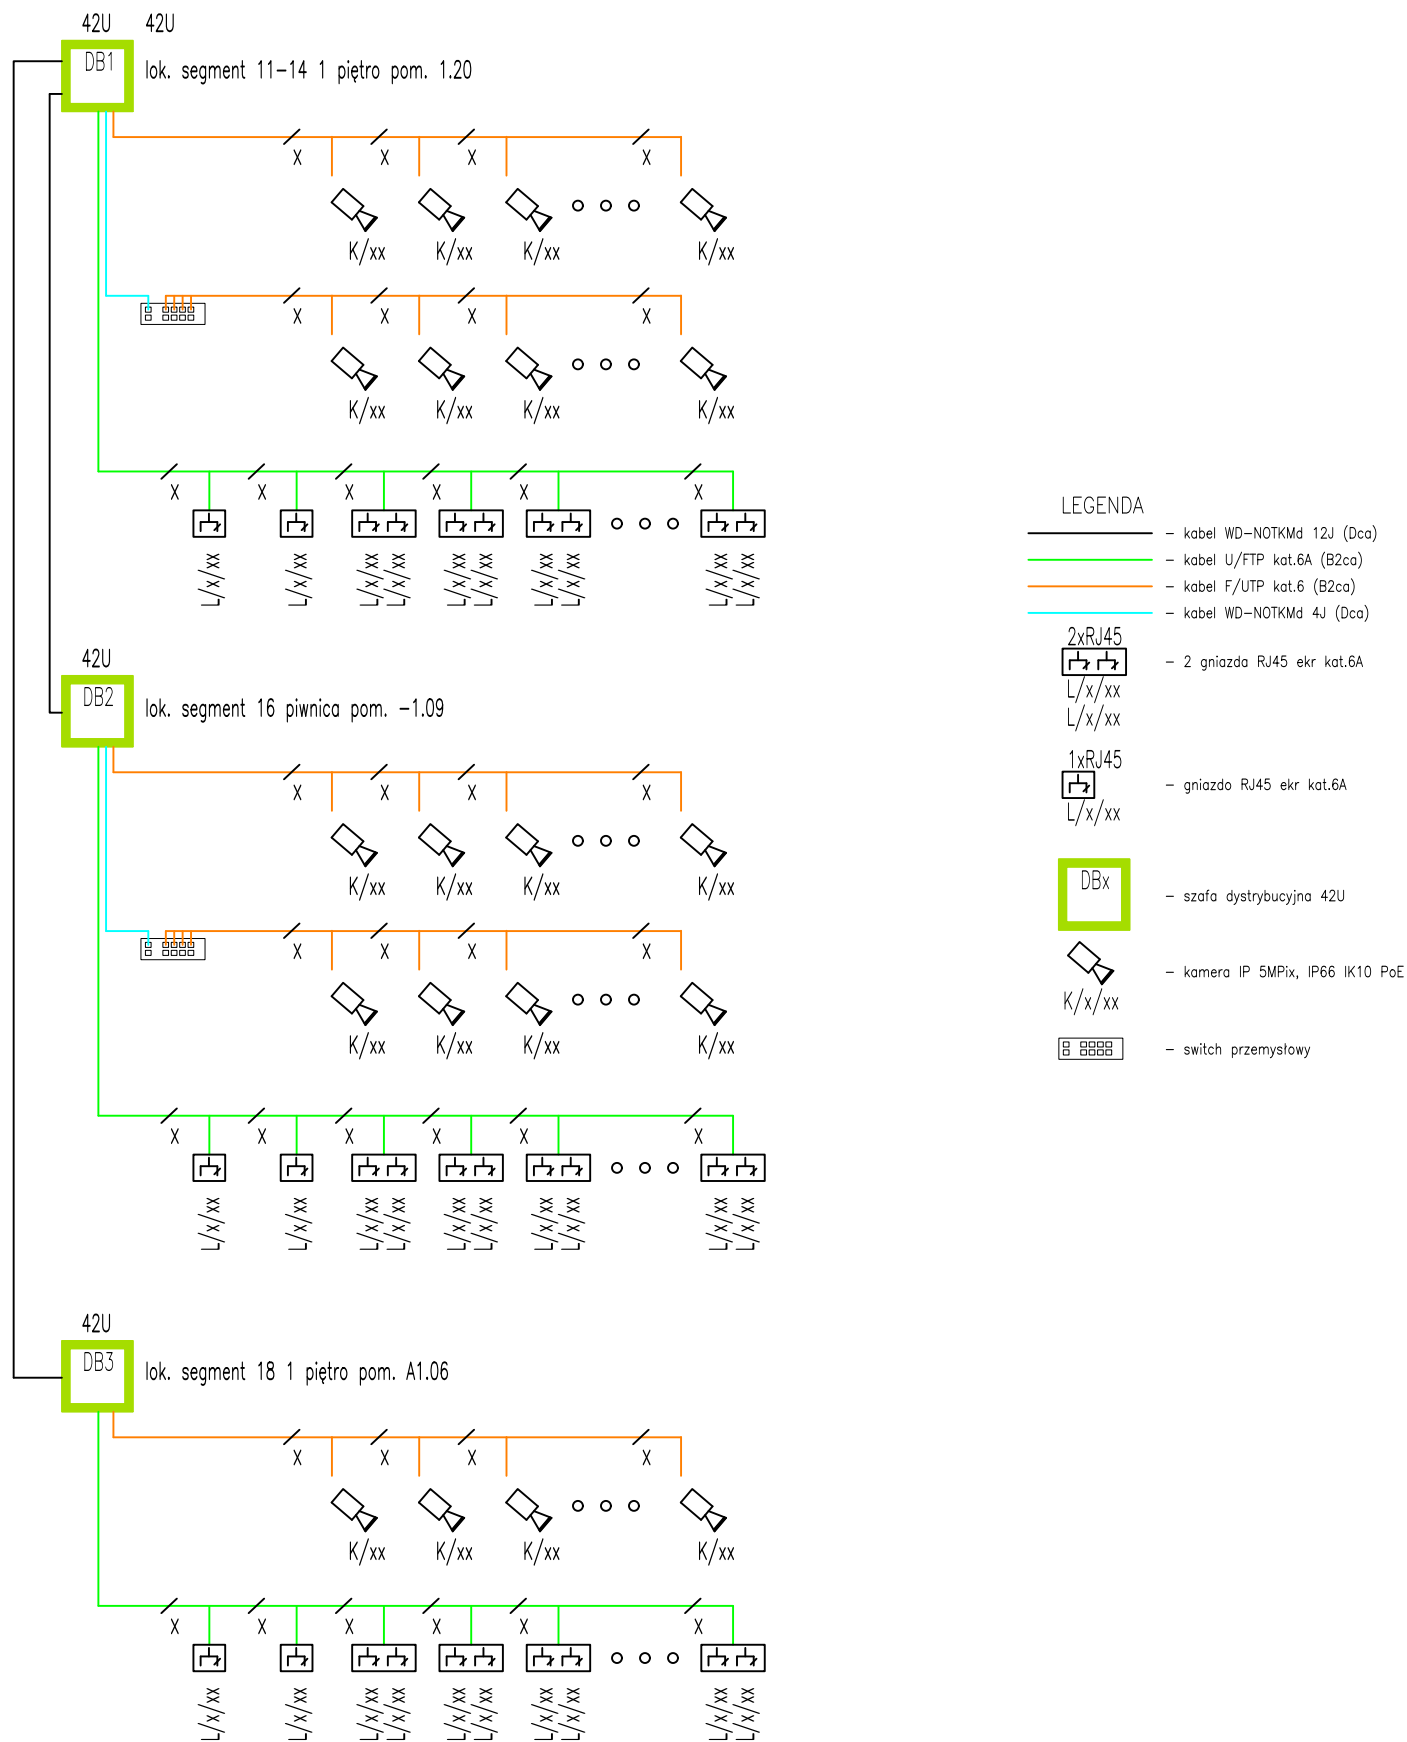 42U 42U
DB1
lok. segment 11-14 1 piętro pom. 1.20
X X X X
K/xx K/xx K/xx K/xx
X X X X
K/xx K/xx K/xx K/xx
X X X X X X
L/x/xx L/x/xx L/x/xx L/x/xx L/x/xx L/x/xx L/x/xx L/x/xx L/x/xx L/x/xx
42U
DB2
lok. segment 16 piwnica pom. -1.09
X X X X
K/xx K/xx K/xx K/xx
X X X X
K/xx K/xx K/xx K/xx
X X X X X X
L/x/xx L/x/xx L/x/xx L/x/xx L/x/xx L/x/xx L/x/xx L/x/xx L/x/xx L/x/xx
42U
DB3
lok. segment 18 1 piętro pom. A1.06
X X X X
K/xx K/xx K/xx K/xx
X X X X X X
L/x/xx L/x/xx L/x/xx L/x/xx L/x/xx L/x/xx L/x/xx L/x/xx L/x/xx L/x/xx
LEGENDA
- kabel WD-NOTKMd 12J (Dca)
- kabel U/FTP kat.6A (B2ca)
- kabel F/UTP kat.6 (B2ca)
- kabel WD-NOTKMd 4J (Dca)
2xRJ45
- 2 gniazda RJ45 ekr kat.6A
L/x/xx
L/x/xx
1xRJ45
- gniazdo RJ45 ekr kat.6A
L/x/xx
DBx
- szafa dystrybucyjna 42U
- kamera IP 5MPix, IP66 IK10 PoE
K/x/xx
- switch przemysłowy